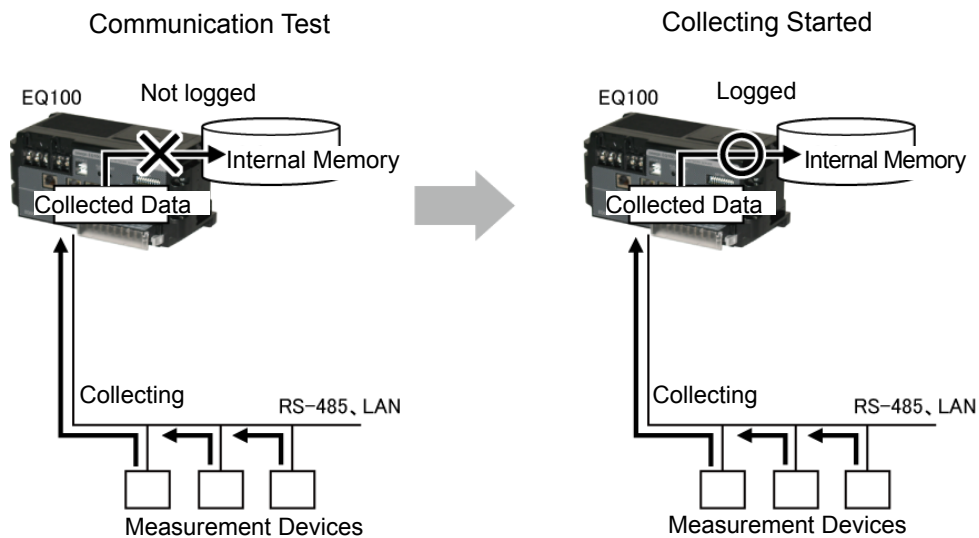 Communication Test
Collecting Started
EQ100
Not logged
Internal Memory
Collected Data
Collecting
RS-485、LAN
Measurement Devices
EQ100
Logged
Internal Memory
Collected Data
Collecting
RS-485、LAN
Measurement Devices